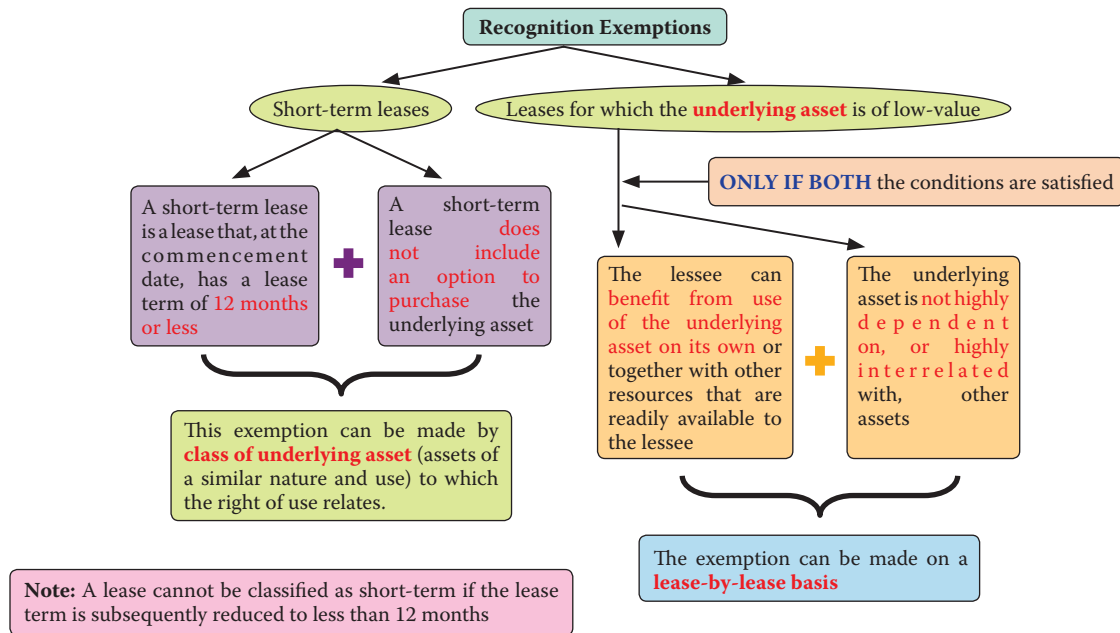 Recognition Exemptions
Short-term leases
Leases for which the underlying asset is of low-value
ONLY IF BOTH the conditions are satisfied
A short-term lease
is a lease that, at the
commencement
date, has a lease
term of 12 months
or less
A short-term
lease does
not include
an option to
purchase the
underlying asset
The lessee can
benefit from use
of the underlying
asset on its own or
together with other
resources that are
readily available to
the lessee
The underlying
asset is not highly
dependent
on, or highly
interrelated
with, other
assets
This exemption can be made by
class of underlying asset (assets of
a similar nature and use) to which
the right of use relates.
The exemption can be made on a
lease-by-lease basis
Note: A lease cannot be classified as short-term if the lease
term is subsequently reduced to less than 12 months